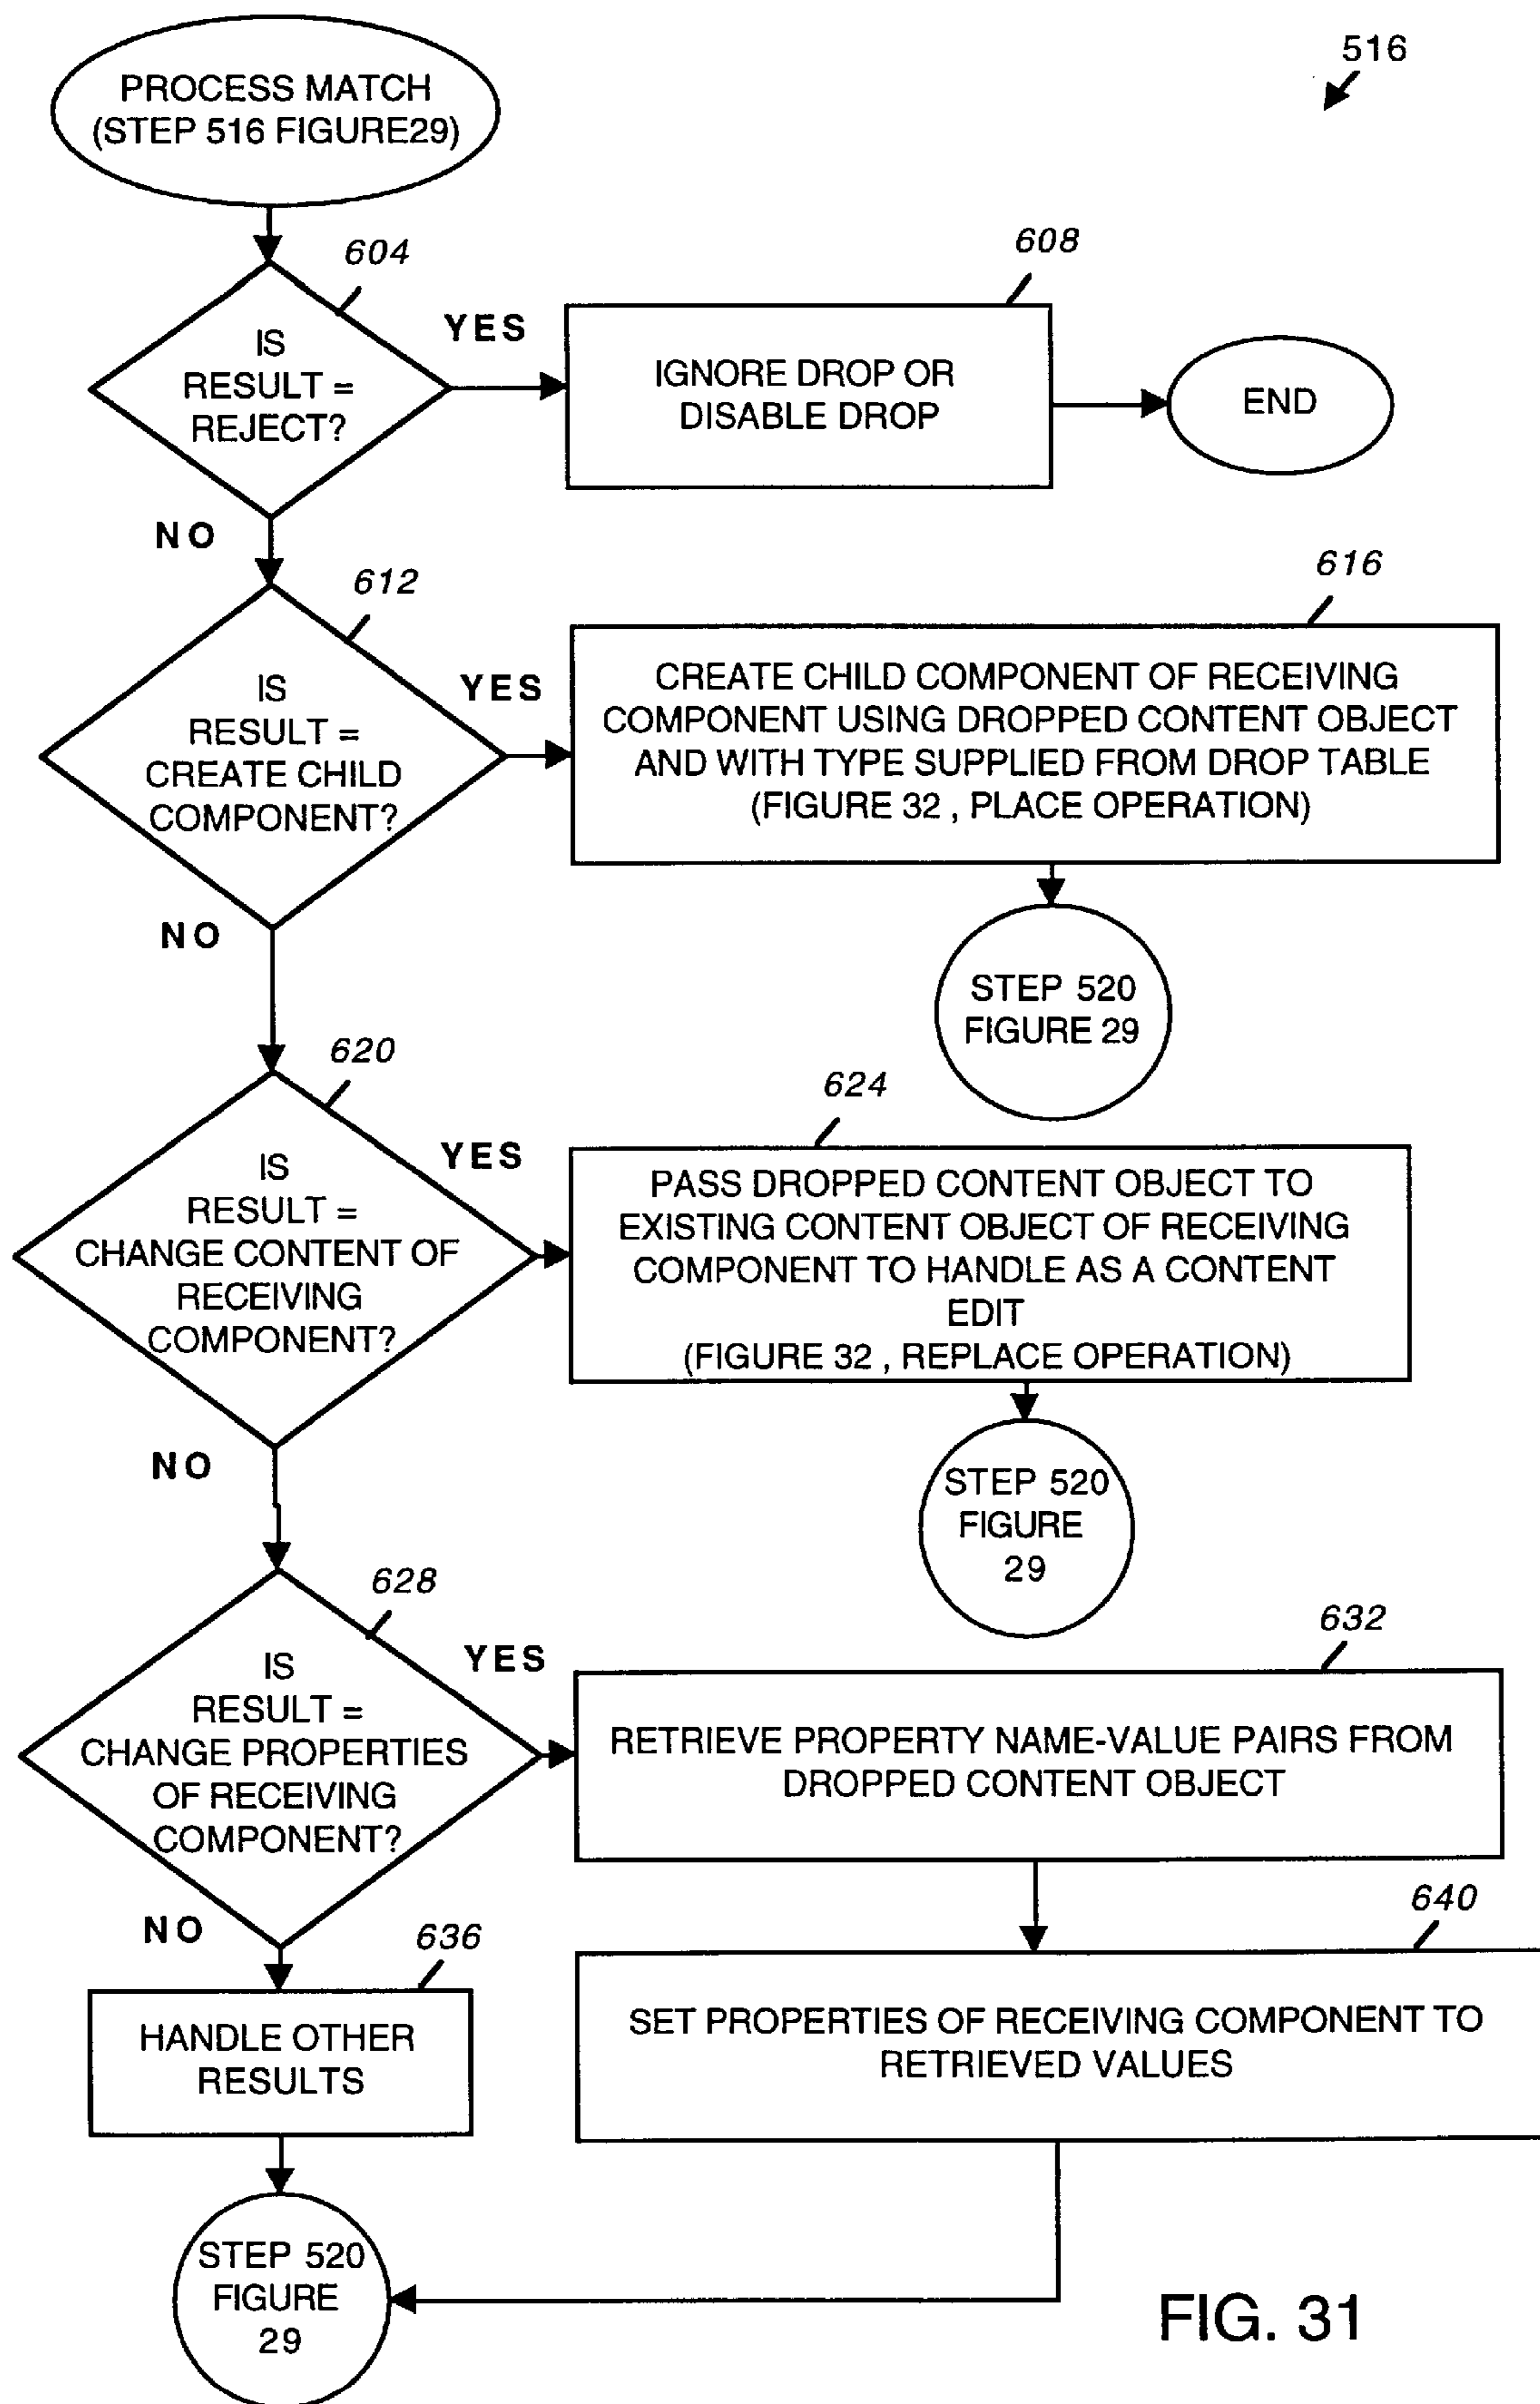 516
PROCESS MATCH
(STEP 516 FIGURE29)
604
IS
RESULT =
REJECT?
YES
608
IGNORE DROP OR
DISABLE DROP
END
NO
612
IS
RESULT =
CREATE CHILD
COMPONENT?
YES
616
CREATE CHILD COMPONENT OF RECEIVING
COMPONENT USING DROPPED CONTENT OBJECT
AND WITH TYPE SUPPLIED FROM DROP TABLE
(FIGURE 32 , PLACE OPERATION)
STEP 520
FIGURE 29
NO
620
IS
RESULT =
CHANGE CONTENT OF
RECEIVING
COMPONENT?
YES
624
PASS DROPPED CONTENT OBJECT TO
EXISTING CONTENT OBJECT OF RECEIVING
COMPONENT TO HANDLE AS A CONTENT
EDIT
(FIGURE 32 , REPLACE OPERATION)
STEP 520
FIGURE
29
NO
628
IS
RESULT =
CHANGE PROPERTIES
OF RECEIVING
COMPONENT?
YES
632
RETRIEVE PROPERTY NAME-VALUE PAIRS FROM
DROPPED CONTENT OBJECT
640
SET PROPERTIES OF RECEIVING COMPONENT TO
RETRIEVED VALUES
NO
636
HANDLE OTHER
RESULTS
STEP 520
FIGURE
29
FIG. 31